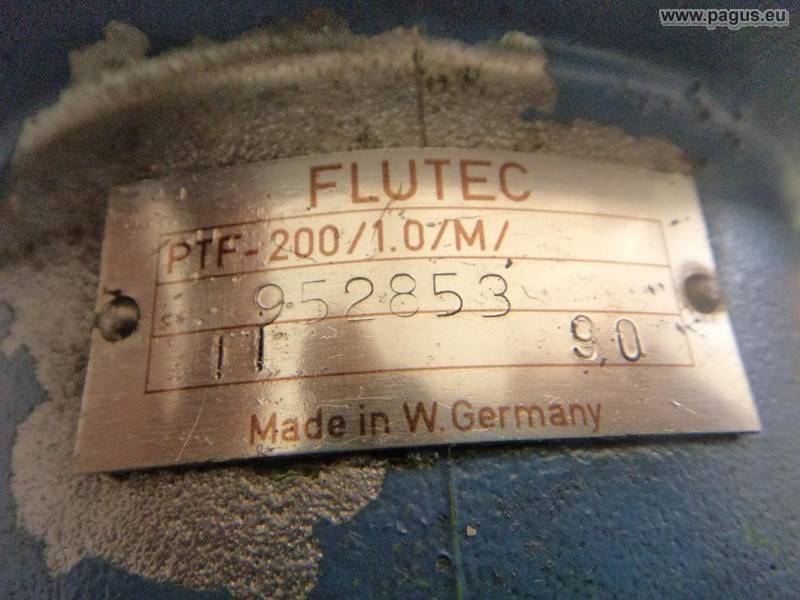 www.pagus.eu
FLUTEC
PTF-200/1.0/M/
952853
11 90
Made in W. Germany